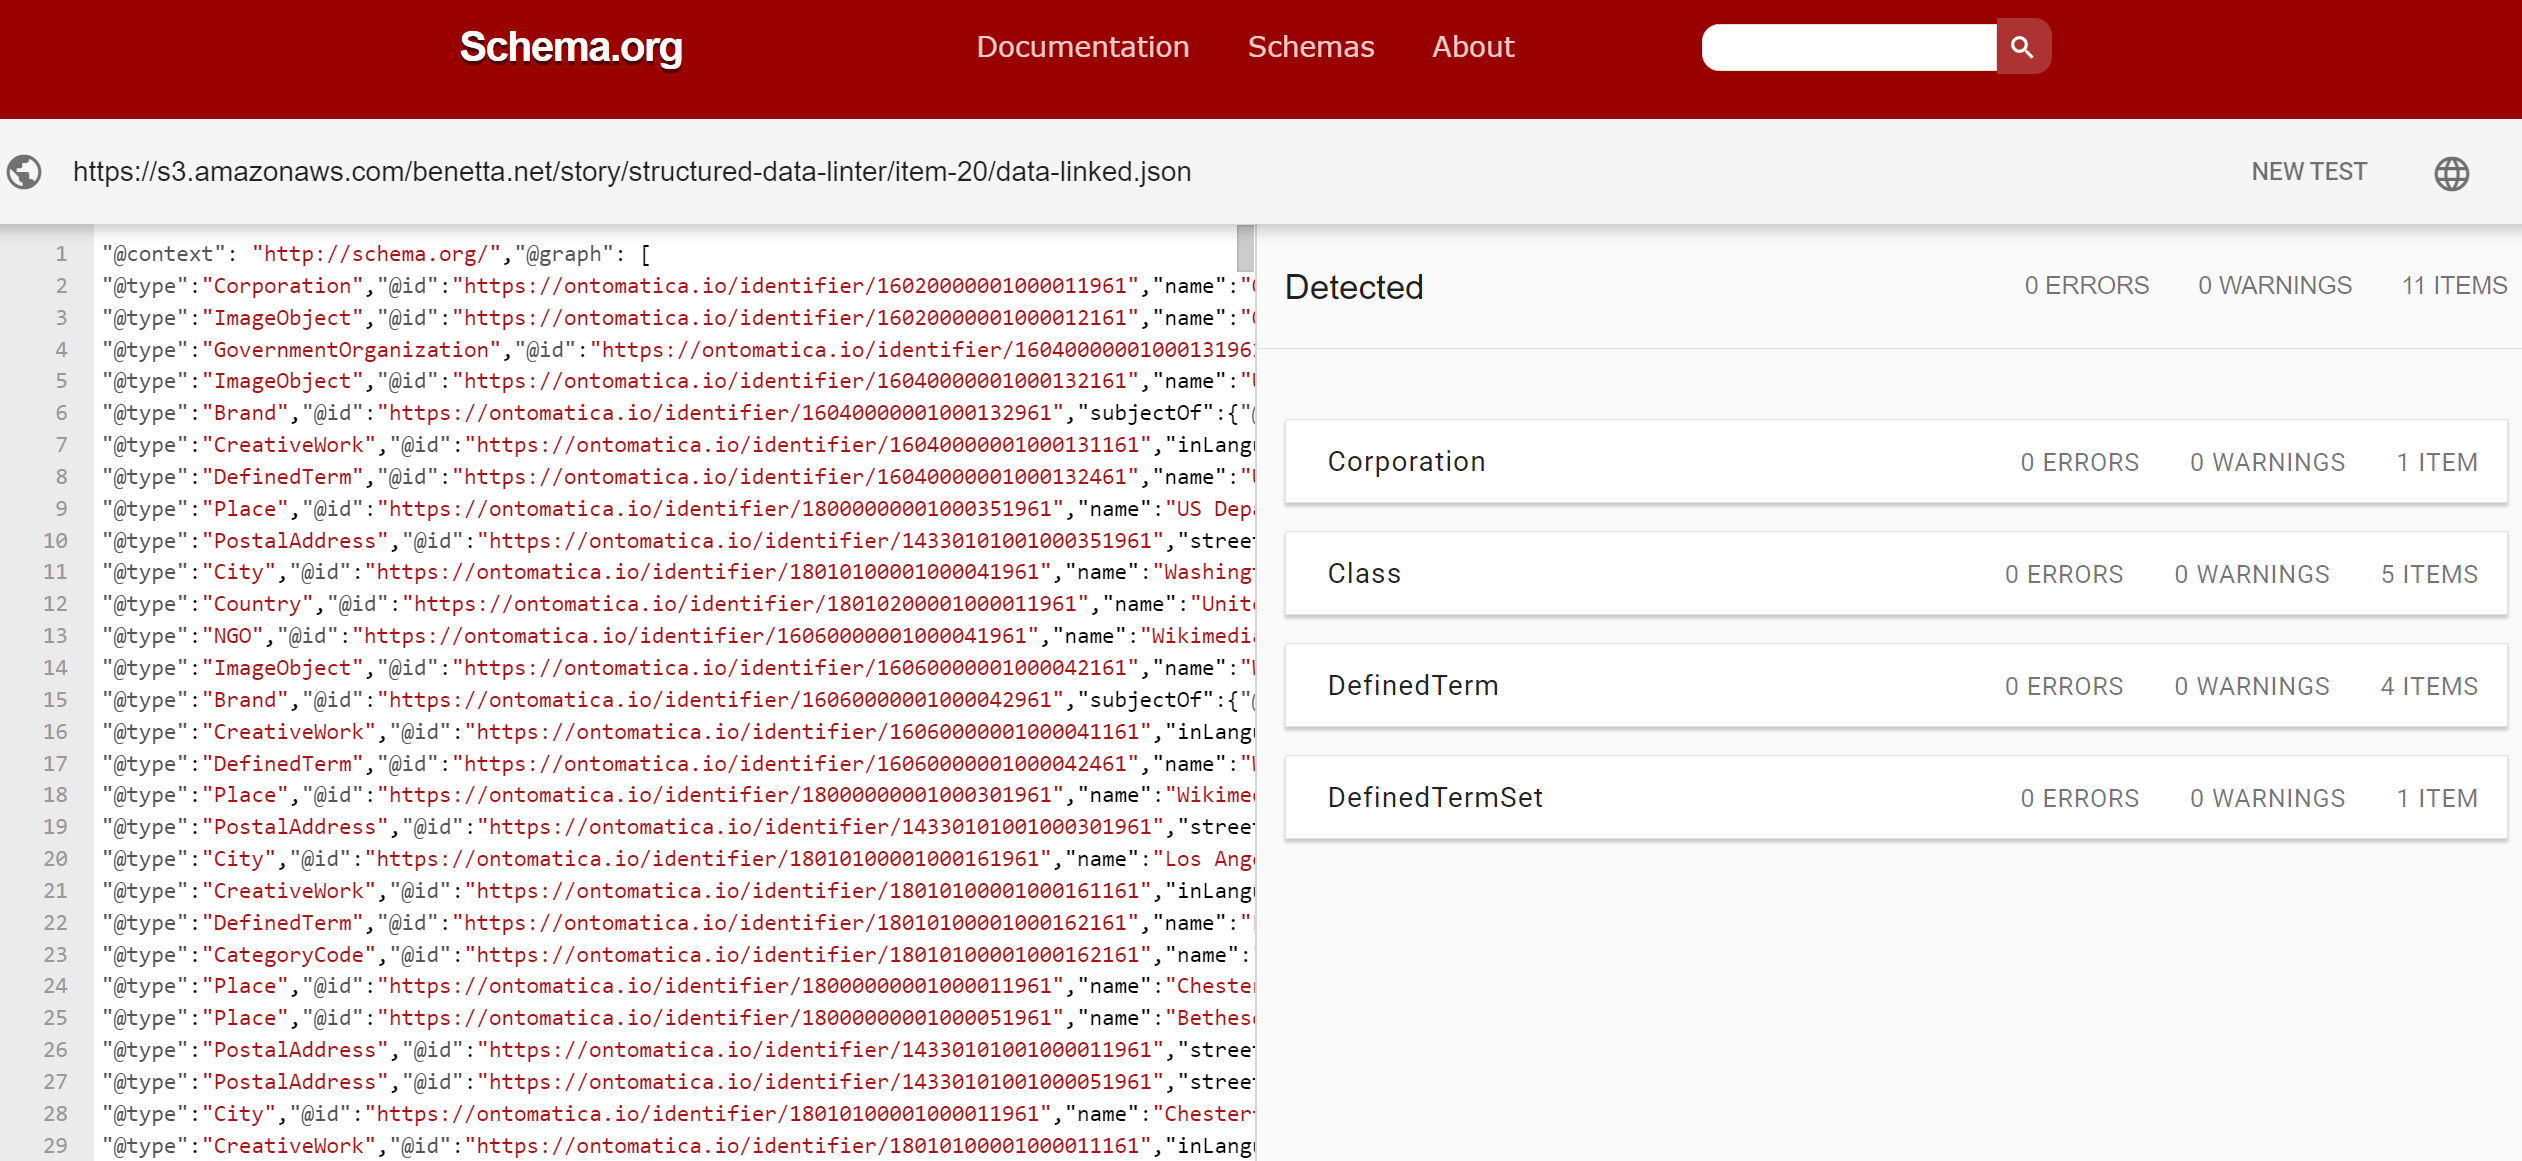 Schema.org
Documentation Schemas About
https://s3.amazonaws.com/benetta.net/story/structured-data-linter/item-20/data-linked.json
NEW TEST
1 "@context": "http://schema.org/","@graph": [
2 "@type":"Corporation","@id":"https://ontomatica.io/identifier/16020000001000011961","name":"
3 "@type":"ImageObject","@id":"https://ontomatica.io/identifier/16020000001000012161","name":"
4 "@type":"GovernmentOrganization","@id":"https://ontomatica.io/identifier/1604000000100013196
5 "@type":"ImageObject","@id":"https://ontomatica.io/identifier/16040000001000132161","name":"
6 "@type":"Brand","@id":"https://ontomatica.io/identifier/16040000001000132961","subjectOf":{"@
7 "@type":"CreativeWork","@id":"https://ontomatica.io/identifier/16040000001000131161","inLang
8 "@type":"DefinedTerm","@id":"https://ontomatica.io/identifier/16040000001000132461","name":"
9 "@type":"Place","@id":"https://ontomatica.io/identifier/18000000001000351961","name":"US Depa
10 "@type":"PostalAddress","@id":"https://ontomatica.io/identifier/14330101001000351961","stree
11 "@type":"City","@id":"https://ontomatica.io/identifier/18010100001000041961","name":"Washing
12 "@type":"Country","@id":"https://ontomatica.io/identifier/18010200001000011961","name":"Unit
13 "@type":"NGO","@id":"https://ontomatica.io/identifier/16060000001000041961","name":"Wikimedi
14 "@type":"ImageObject","@id":"https://ontomatica.io/identifier/16060000001000042161","name":"
15 "@type":"Brand","@id":"https://ontomatica.io/identifier/16060000001000042961","subjectOf":{"@
16 "@type":"CreativeWork","@id":"https://ontomatica.io/identifier/16060000001000041161","inLang
17 "@type":"DefinedTerm","@id":"https://ontomatica.io/identifier/16060000001000042461","name":"
18 "@type":"Place","@id":"https://ontomatica.io/identifier/18000000001000301961","name":"Wikime
19 "@type":"PostalAddress","@id":"https://ontomatica.io/identifier/14330101001000301961","stree
20 "@type":"City","@id":"https://ontomatica.io/identifier/18010100001000161961","name":"Los Ang
21 "@type":"CreativeWork","@id":"https://ontomatica.io/identifier/18010100001000161161","inLang
22 "@type":"DefinedTerm","@id":"https://ontomatica.io/identifier/18010100001000162161","name":"
23 "@type":"CategoryCode","@id":"https://ontomatica.io/identifier/18010100001000162161","name":
24 "@type":"Place","@id":"https://ontomatica.io/identifier/18000000001000011961","name":"Cheste
25 "@type":"Place","@id":"https://ontomatica.io/identifier/18000000001000051961","name":"Bethes
26 "@type":"PostalAddress","@id":"https://ontomatica.io/identifier/14330101001000011961","stree
27 "@type":"PostalAddress","@id":"https://ontomatica.io/identifier/14330101001000051961","stree
28 "@type":"City","@id":"https://ontomatica.io/identifier/18010100001000011961","name":"Chester
29 "@type":"CreativeWork","@id":"https://ontomatica.io/identifier/18010100001000011161","inLang
Detected 0 ERRORS 0 WARNINGS 11 ITEMS
Corporation 0 ERRORS 0 WARNINGS 1 ITEM
Class 0 ERRORS 0 WARNINGS 5 ITEMS
DefinedTerm 0 ERRORS 0 WARNINGS 4 ITEMS
DefinedTermSet 0 ERRORS 0 WARNINGS 1 ITEM